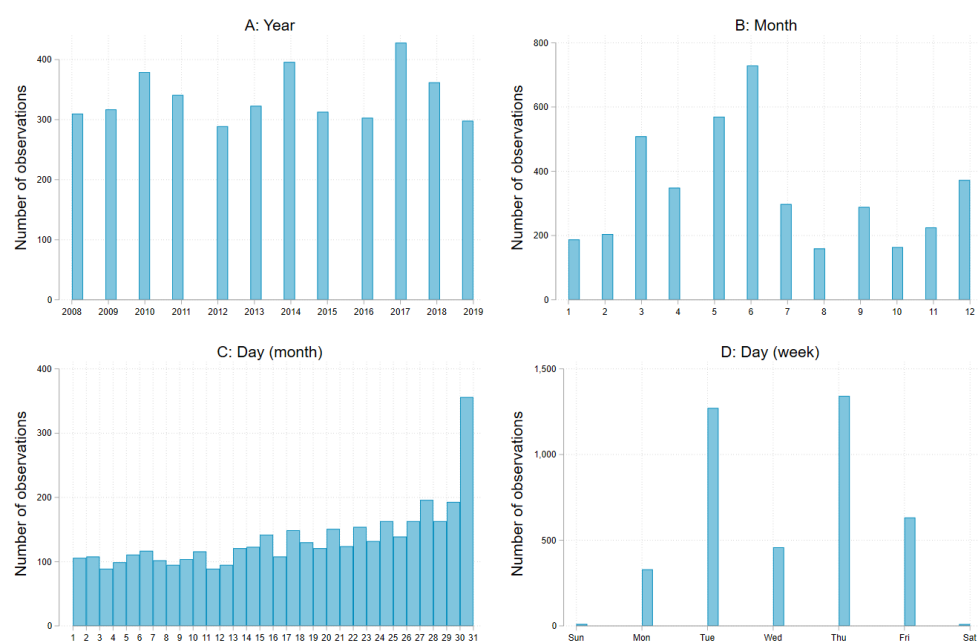 A: Year
Number of observations
400
300
200
100
0
2008 2009 2010 2011 2012 2013 2014 2015 2016 2017 2018 2019
B: Month
Number of observations
800
600
400
200
0
1 2 3 4 5 6 7 8 9 10 11 12
C: Day (month)
Number of observations
400
300
200
100
0
1 2 3 4 5 6 7 8 9 10 11 12 13 14 15 16 17 18 19 20 21 22 23 24 25 26 27 28 29 30 31
D: Day (week)
Number of observations
1,500
1,000
500
0
Sun Mon Tue Wed Thu Fri Sat